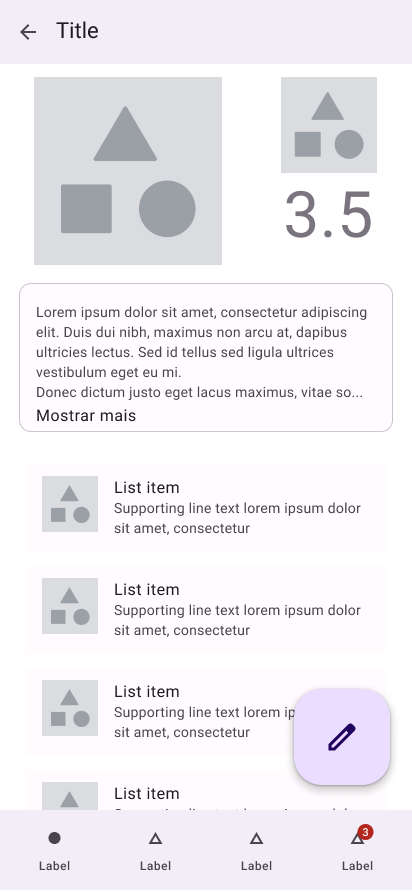 Title
3.5
Lorem ipsum dolor sit amet, consectetur adipiscing
elit. Duis dui nibh, maximus non arcu at, dapibus
ultricies lectus. Sed id tellus sed ligula ultrices
vestibulum eget eu mi.
Donec dictum justo eget lacus maximus, vitae so...
Mostrar mais
List item
Supporting line text lorem ipsum dolor
sit amet, consectetur
List item
Supporting line text lorem ipsum dolor
sit amet, consectetur
List item
Supporting line text lorem ip
sit amet, consectetur
List item
3
Label
Label
Label
Label